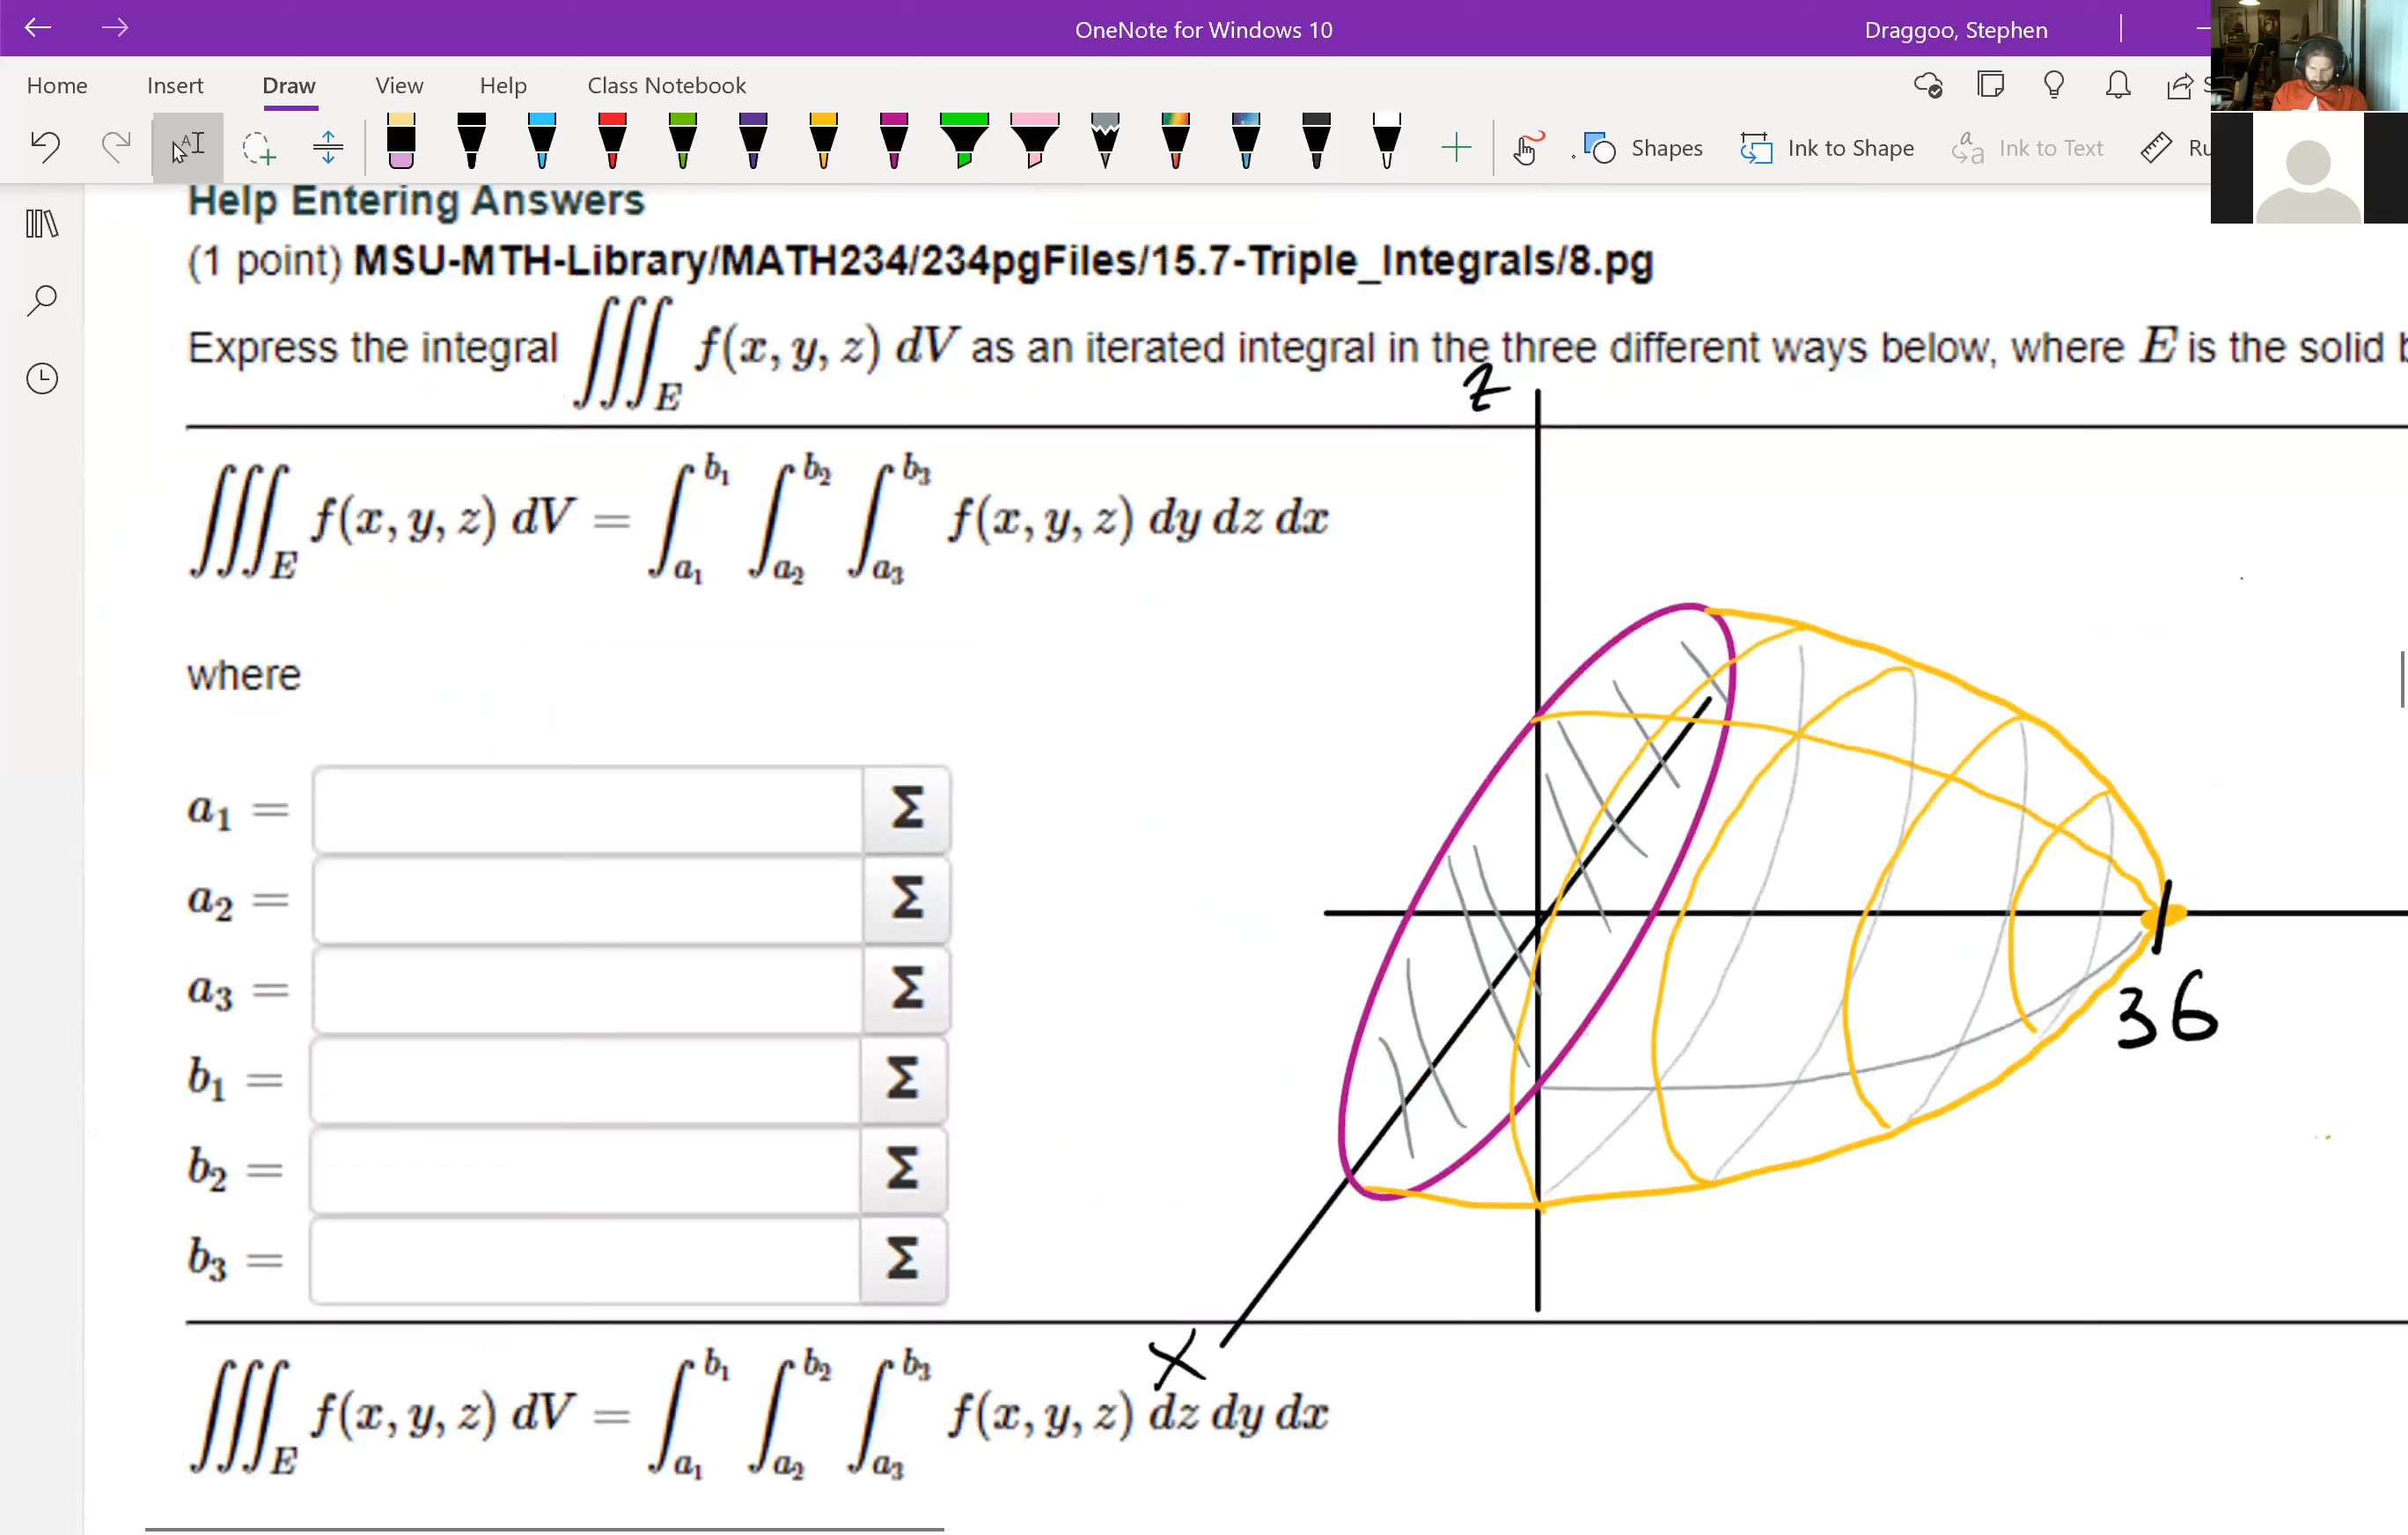 OneNote for Windows 10
Draggoo, Stephen
Home Insert Draw View Help Class Notebook
Shapes Ink to Shape Ink to Text
Help Entering Answers
(1 point) MSU-MTH-Library/MATH234/234pgFiles/15.7-Triple_Integrals/8.pg
Express the integral ∭_E f(x, y, z) dV as an iterated integral in the three different ways below, where E is the solid
z
∭_E f(x, y, z) dV = ∫_{a₁}^{b₁} ∫_{a₂}^{b₂} ∫_{a₃}^{b₃} f(x, y, z) dy dz dx
where
a₁ = Σ
a₂ = Σ
a₃ = Σ
36
b₁ = Σ
b₂ = Σ
b₃ = Σ
x
∭_E f(x, y, z) dV = ∫_{a₁}^{b₁} ∫_{a₂}^{b₂} ∫_{a₃}^{b₃} f(x, y, z) dz dy dx